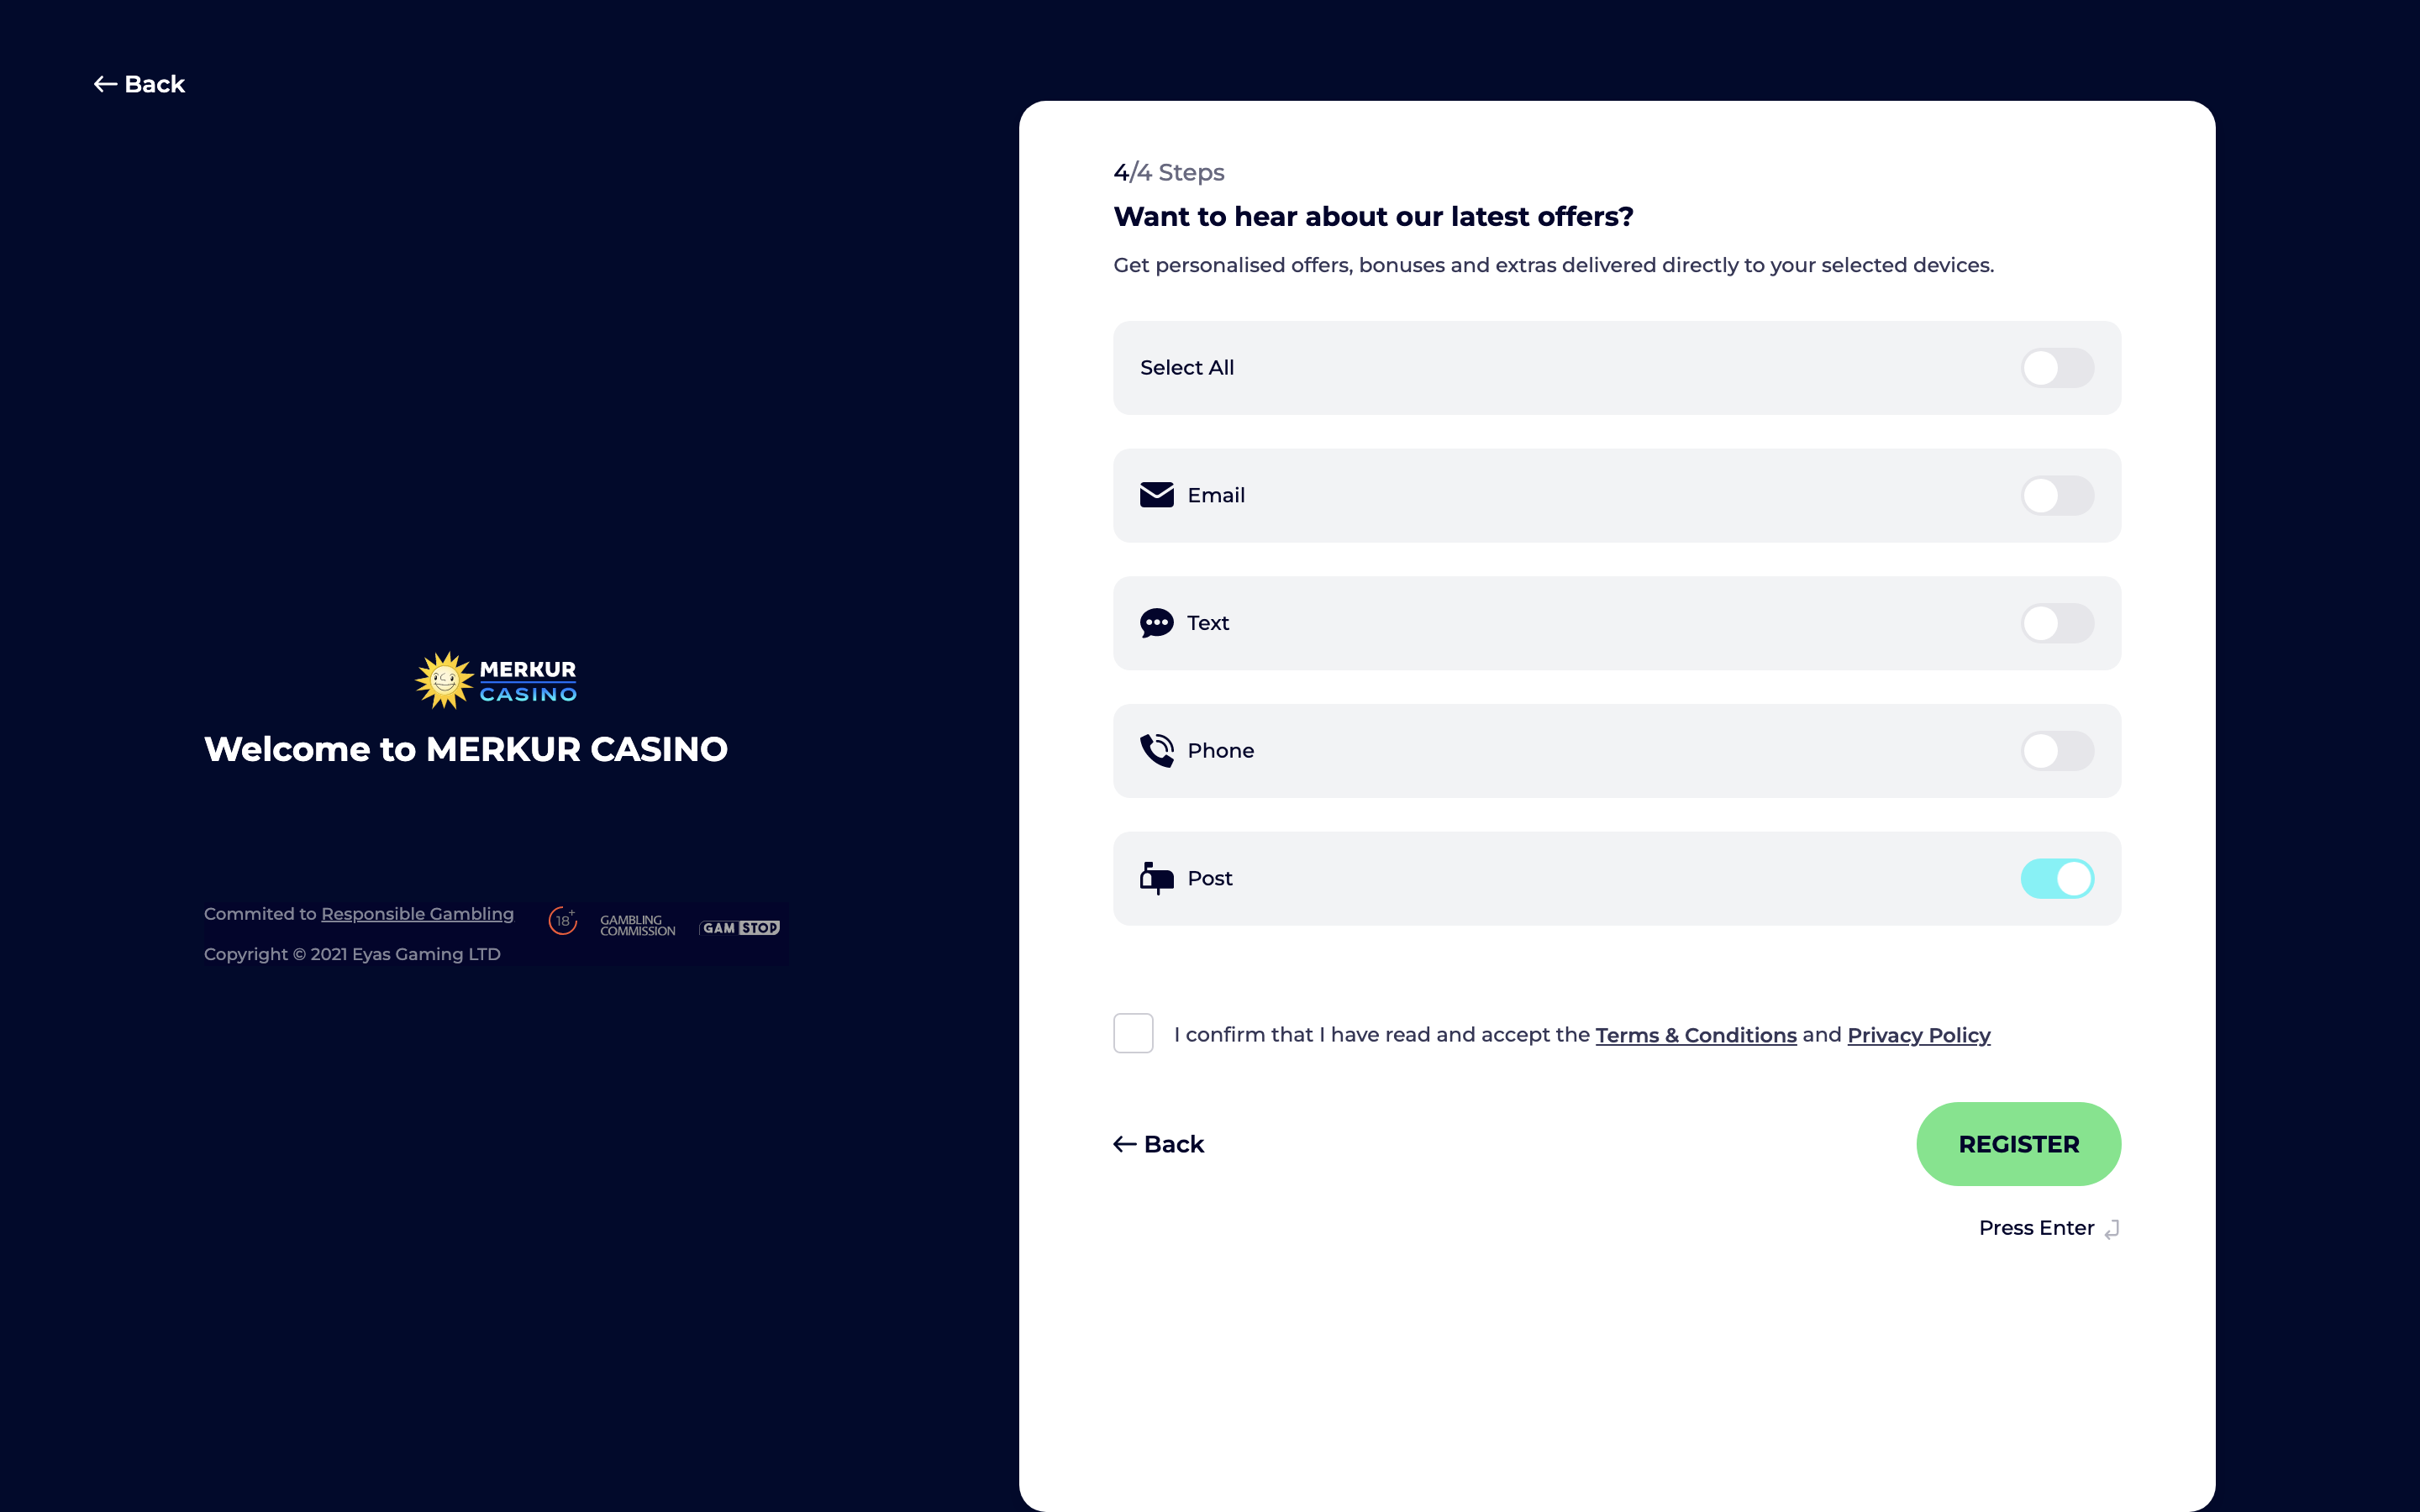 Back
4/4 Steps
Want to hear about our latest offers?
Get personalised offers, bonuses and extras delivered directly to your selected devices.
Select All
Email
Text
Phone
Post
I confirm that I have read and accept the Terms & Conditions and Privacy Policy
Back
REGISTER
Press Enter
MERKUR
CASINO
Welcome to MERKUR CASINO
Commited to Responsible Gambling
18+
GAMBLING
COMMISSION
GAM STOP
Copyright © 2021 Eyas Gaming LTD